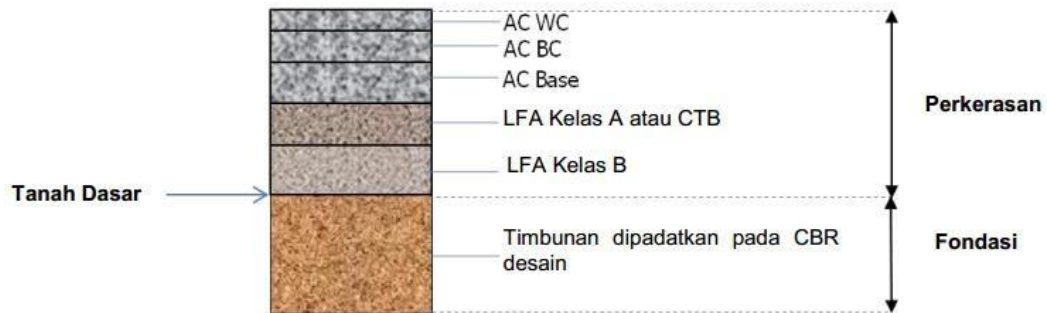 AC WC
AC BC
AC Base
LFA Kelas A atau CTB
Perkerasan
LFA Kelas B
Tanah Dasar
Timbunan dipadatkan pada CBR
desain
Fondasi